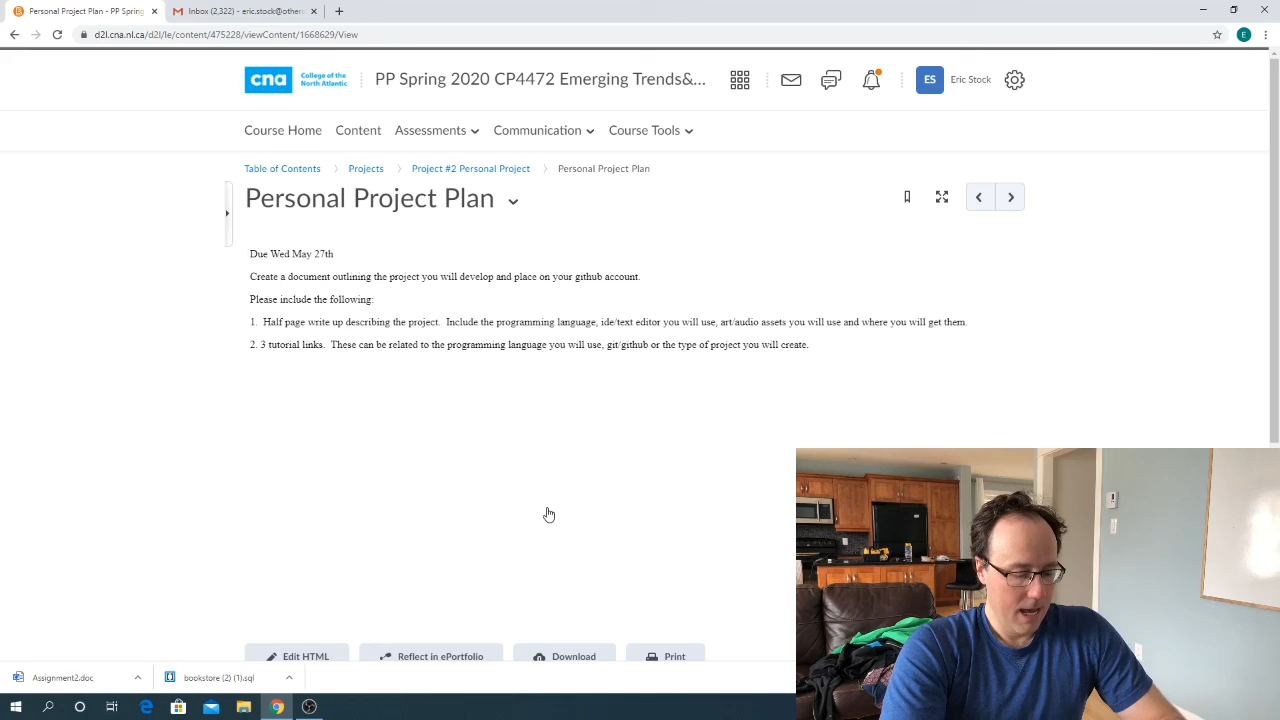 Personal Project Plan - PP Spring
Inbox (2,322) - eric.stock@others
d2l.cna.nl.ca/d2l/le/content/475228/viewContent/1668629/View
E
cna College of the North Atlantic
PP Spring 2020 CP4472 Emerging Trends&...
ES Eric Stock
Course Home Content Assessments Communication Course Tools
Table of Contents Projects Project #2 Personal Project Personal Project Plan
Personal Project Plan
Due Wed May 27th
Create a document outlining the project you will develop and place on your github account.
Please include the following:
1. Half page write up describing the project. Include the programming language, ide/text editor you will use, art/audio assets you will use and where you will get them.
2. 3 tutorial links. These can be related to the programming language you will use, git/github or the type of project you will create.
Edit HTML Reflect in ePortfolio Download Print
Assignment2.doc bookstore (2) (1).sql